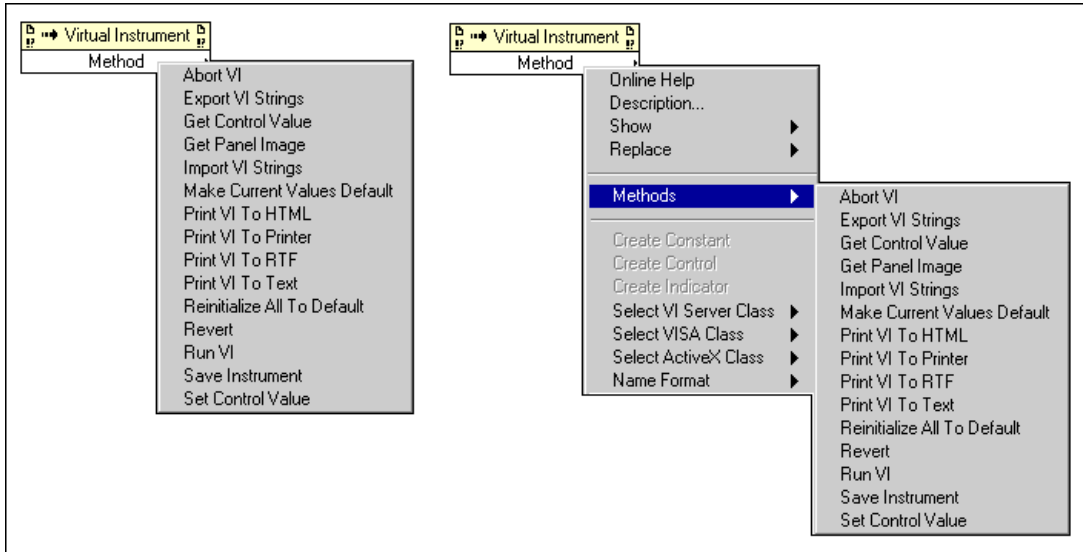 Virtual Instrument
Method
Abort VI
Export VI Strings
Get Control Value
Get Panel Image
Import VI Strings
Make Current Values Default
Print VI To HTML
Print VI To Printer
Print VI To RTF
Print VI To Text
Reinitialize All To Default
Revert
Run VI
Save Instrument
Set Control Value
Virtual Instrument
Method
Online Help
Description...
Show
Replace
Methods
Create Constant
Create Control
Create Indicator
Select VI Server Class
Select VISA Class
Select ActiveX Class
Name Format
Abort VI
Export VI Strings
Get Control Value
Get Panel Image
Import VI Strings
Make Current Values Default
Print VI To HTML
Print VI To Printer
Print VI To RTF
Print VI To Text
Reinitialize All To Default
Revert
Run VI
Save Instrument
Set Control Value